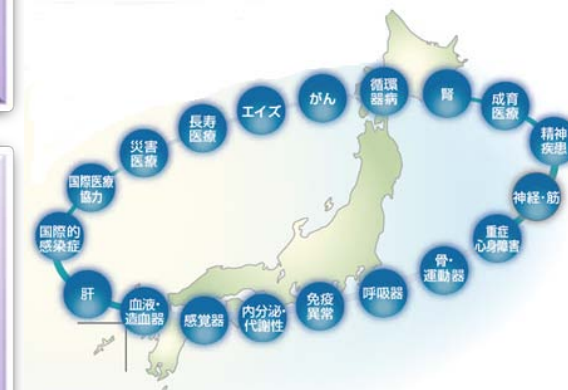 循環
器病
腎
成育
医療
精神
疾患
神経・筋
重症
心身障害
骨・
運動器
呼吸器
免疫
異常
内分泌・
代謝性
感覚器
血液・
造血器
肝
国際的
感染症
国際医療
協力
災害
医療
長寿
医療
エイズ
がん